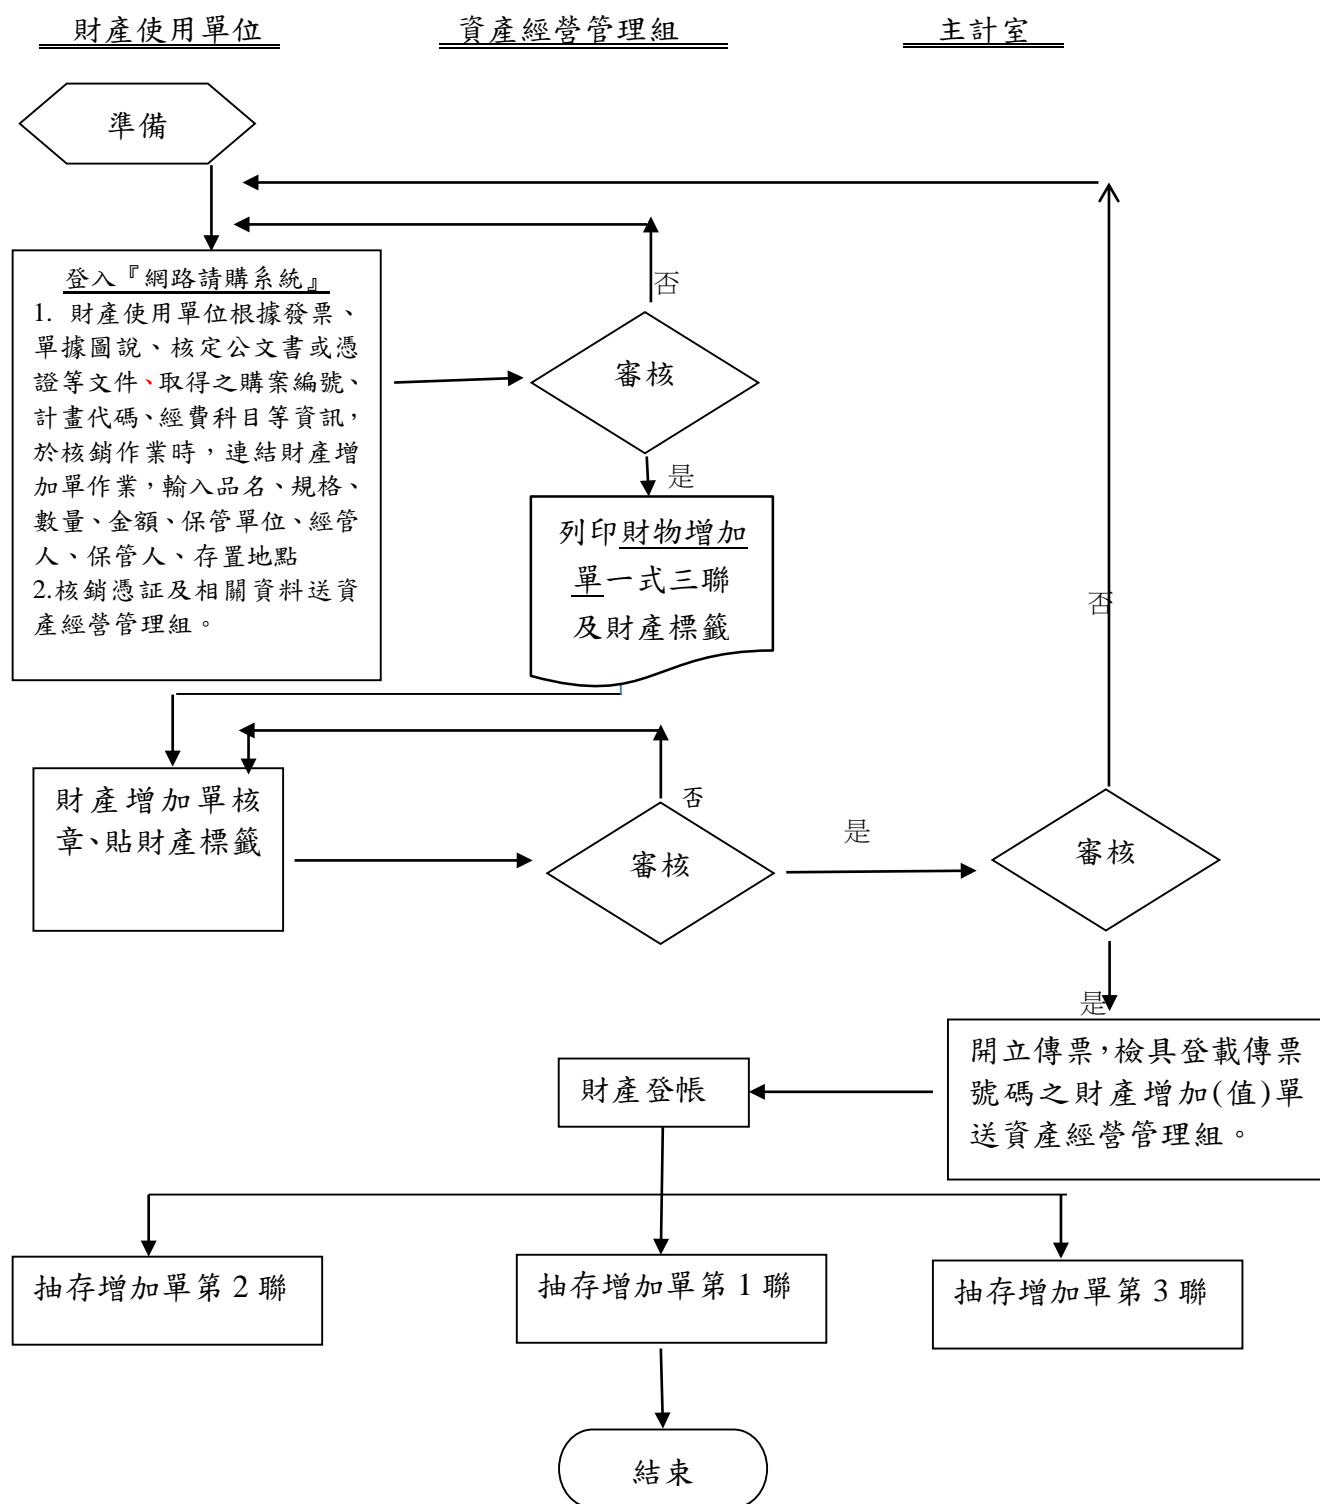 財產使用單位
資產經營管理組
主計室
準備
登入『網路請購系統』
1. 財產使用單位根據發票、
單據圖說、核定公文書或憑
證等文件、取得之購案編號、
計畫代碼、經費科目等資訊，
於核銷作業時，連結財產增
加單作業，輸入品名、規格、
數量、金額、保管單位、經管
人、保管人、存置地點
2.核銷憑証及相關資料送資
產經營管理組。
否
審核
是
列印財物增加
單一式三聯
及財產標籤
否
財產增加單核
章、貼財產標籤
否
審核
是
審核
是
開立傳票，檢具登載傳票
號碼之財產增加(值)單
送資產經營管理組。
財產登帳
抽存增加單第 2 聯
抽存增加單第 1 聯
抽存增加單第 3 聯
結束